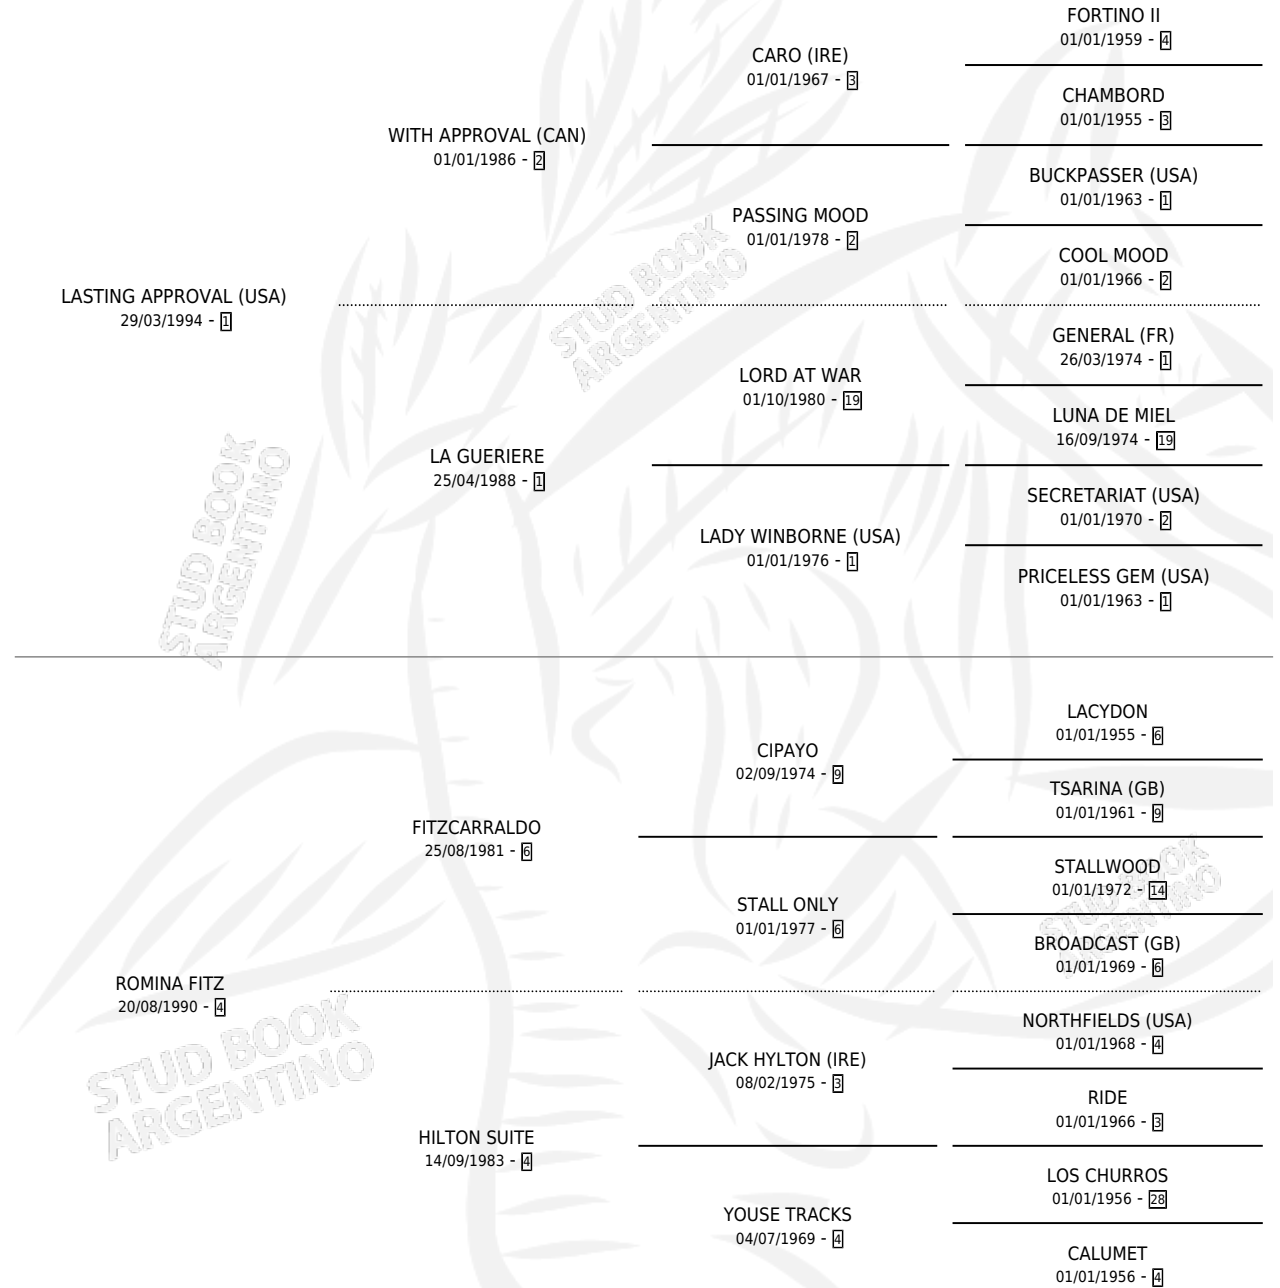 FORTINO II
01/01/1959 - 4
CARO (IRE)
01/01/1967 - 3
CHAMBORD
01/01/1955 - 3
WITH APPROVAL (CAN)
01/01/1986 - 2
BUCKPASSER (USA)
01/01/1963 - 1
PASSING MOOD
01/01/1978 - 2
COOL MOOD
01/01/1966 - 2
LASTING APPROVAL (USA)
29/03/1994 - 1
GENERAL (FR)
26/03/1974 - 1
LORD AT WAR
01/10/1980 - 19
LUNA DE MIEL
16/09/1974 - 19
LA GUERIERE
25/04/1988 - 1
SECRETARIAT (USA)
01/01/1970 - 2
LADY WINBORNE (USA)
01/01/1976 - 1
PRICELESS GEM (USA)
01/01/1963 - 1
LACYDON
01/01/1955 - 6
CIPAYO
02/09/1974 - 9
TSARINA (GB)
01/01/1961 - 9
FITZCARRALDO
25/08/1981 - 6
STALLWOOD
01/01/1972 - 14
STALL ONLY
01/01/1977 - 6
BROADCAST (GB)
01/01/1969 - 6
ROMINA FITZ
20/08/1990 - 4
NORTHFIELDS (USA)
01/01/1968 - 4
JACK HYLTON (IRE)
08/02/1975 - 3
RIDE
01/01/1966 - 3
HILTON SUITE
14/09/1983 - 4
LOS CHURROS
01/01/1956 - 28
YOUSE TRACKS
04/07/1969 - 4
CALUMET
01/01/1956 - 4
STUD BOOK
ARGENTINO
STUD BOOK
ARGENTINO
STUD BOOK
ARGENTINO
STUD BOOK
ARGENTINO